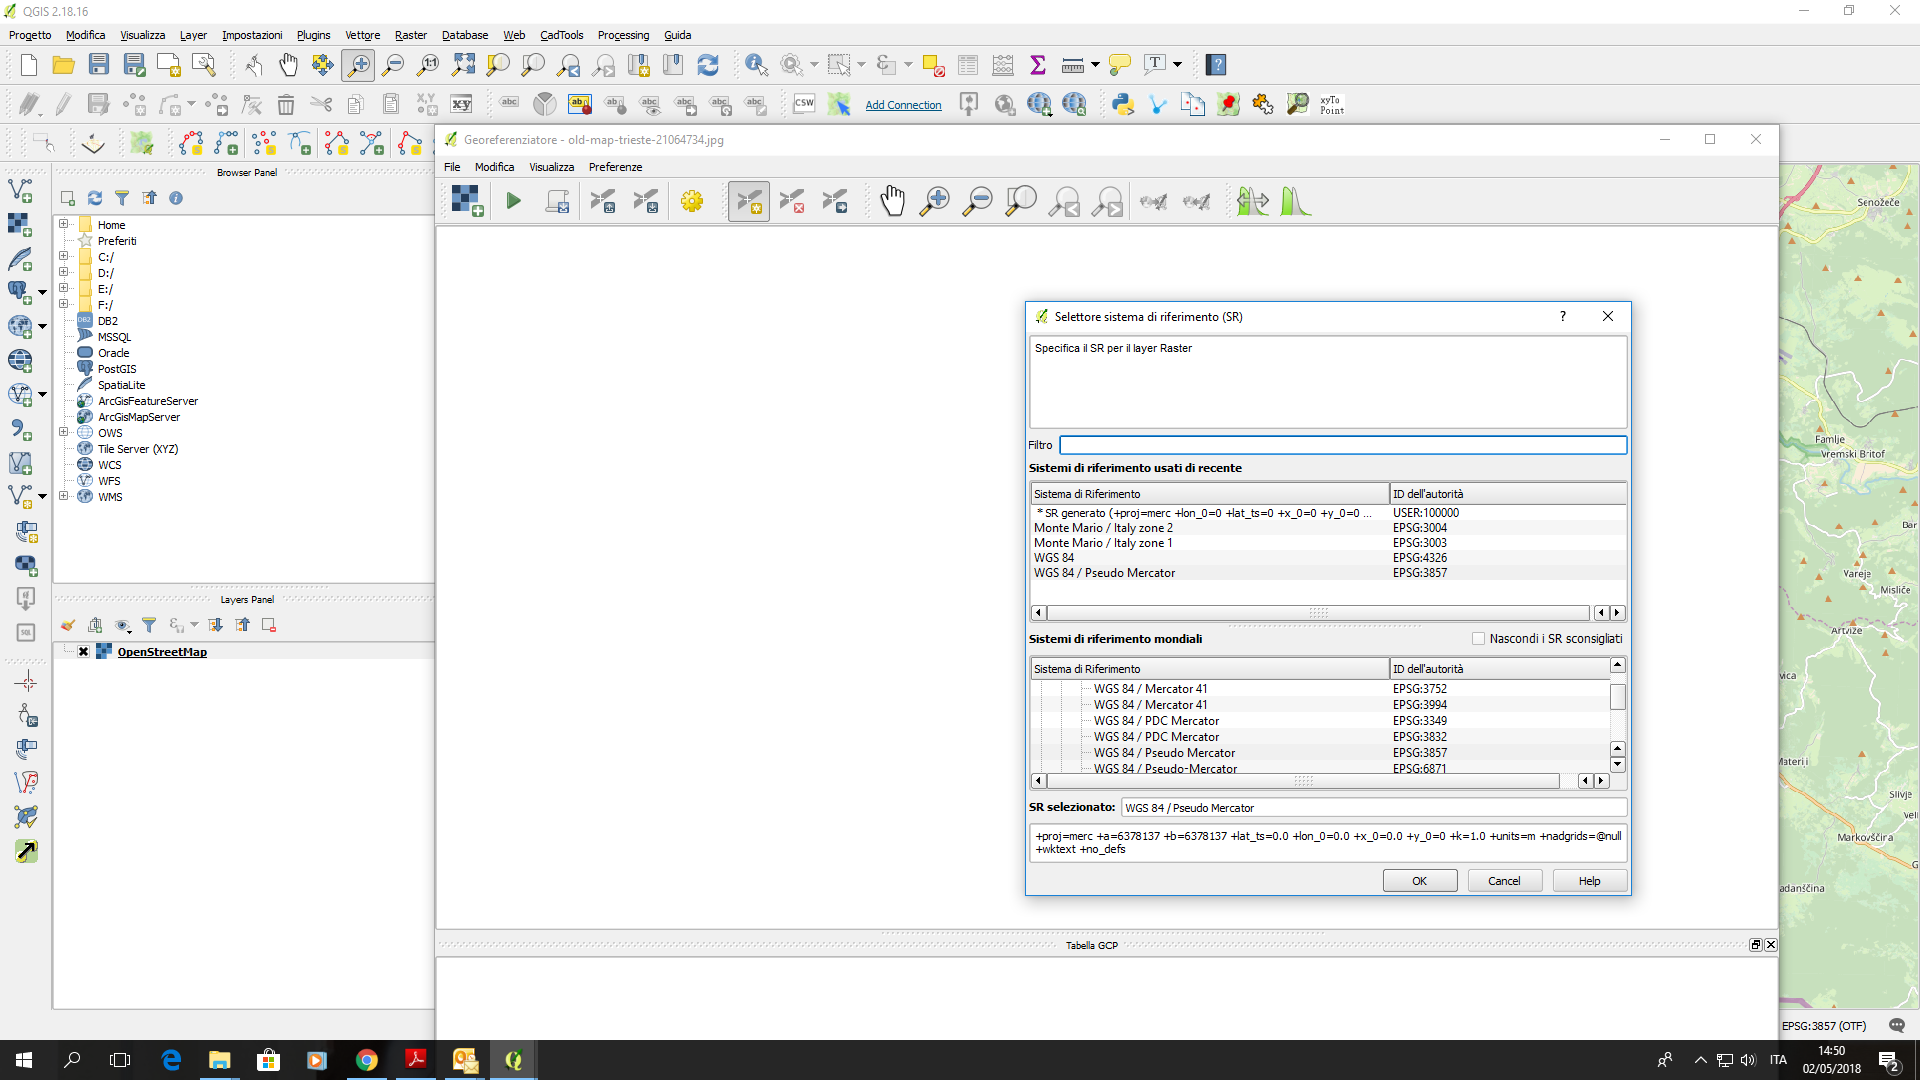 QGIS 2.18.16
Progetto Modifica Visualizza Layer Impostazioni Plugins Vettore Raster Database Web CadTools Processing Guida
CSW Add Connection xyTo Point
Georeferenziatore - old-map-trieste-21064734.jpg
File Modifica Visualizza Preferenze
Browser Panel
Home
Preferiti
C:/
D:/
E:/
F:/
DB2
MSSQL
Oracle
PostGIS
SpatiaLite
ArcGisFeatureServer
ArcGisMapServer
OWS
Tile Server (XYZ)
WCS
WFS
WMS
Layers Panel
OpenStreetMap
Selettore sistema di riferimento (SR)
Specifica il SR per il layer Raster
Filtro
Sistemi di riferimento usati di recente
Sistema di Riferimento ID dell'autorità
* SR generato (+proj=merc +lon_0=0 +lat_ts=0 +x_0=0 +y_0=0 ... USER:100000
Monte Mario / Italy zone 2 EPSG:3004
Monte Mario / Italy zone 1 EPSG:3003
WGS 84 EPSG:4326
WGS 84 / Pseudo Mercator EPSG:3857
Sistemi di riferimento mondiali Nascondi i SR sconsigliati
Sistema di Riferimento ID dell'autorità
WGS 84 / Mercator 41 EPSG:3752
WGS 84 / Mercator 41 EPSG:3994
WGS 84 / PDC Mercator EPSG:3349
WGS 84 / PDC Mercator EPSG:3832
WGS 84 / Pseudo Mercator EPSG:3857
WGS 84 / Pseudo-Mercator EPSG:6871
SR selezionato: WGS 84 / Pseudo Mercator
+proj=merc +a=6378137 +b=6378137 +lat_ts=0.0 +lon_0=0.0 +x_0=0.0 +y_0=0 +k=1.0 +units=m +nadgrids=@null
+wktext +no_defs
OK Cancel Help
Tabella GCP
Senožeče
Famlje
Vremski Britof
Bar
Vareje
Misliče
Artviže
Materij
Slivje
Markovščina
EPSG:3857 (OTF)
ITA
14:50
02/05/2018
2